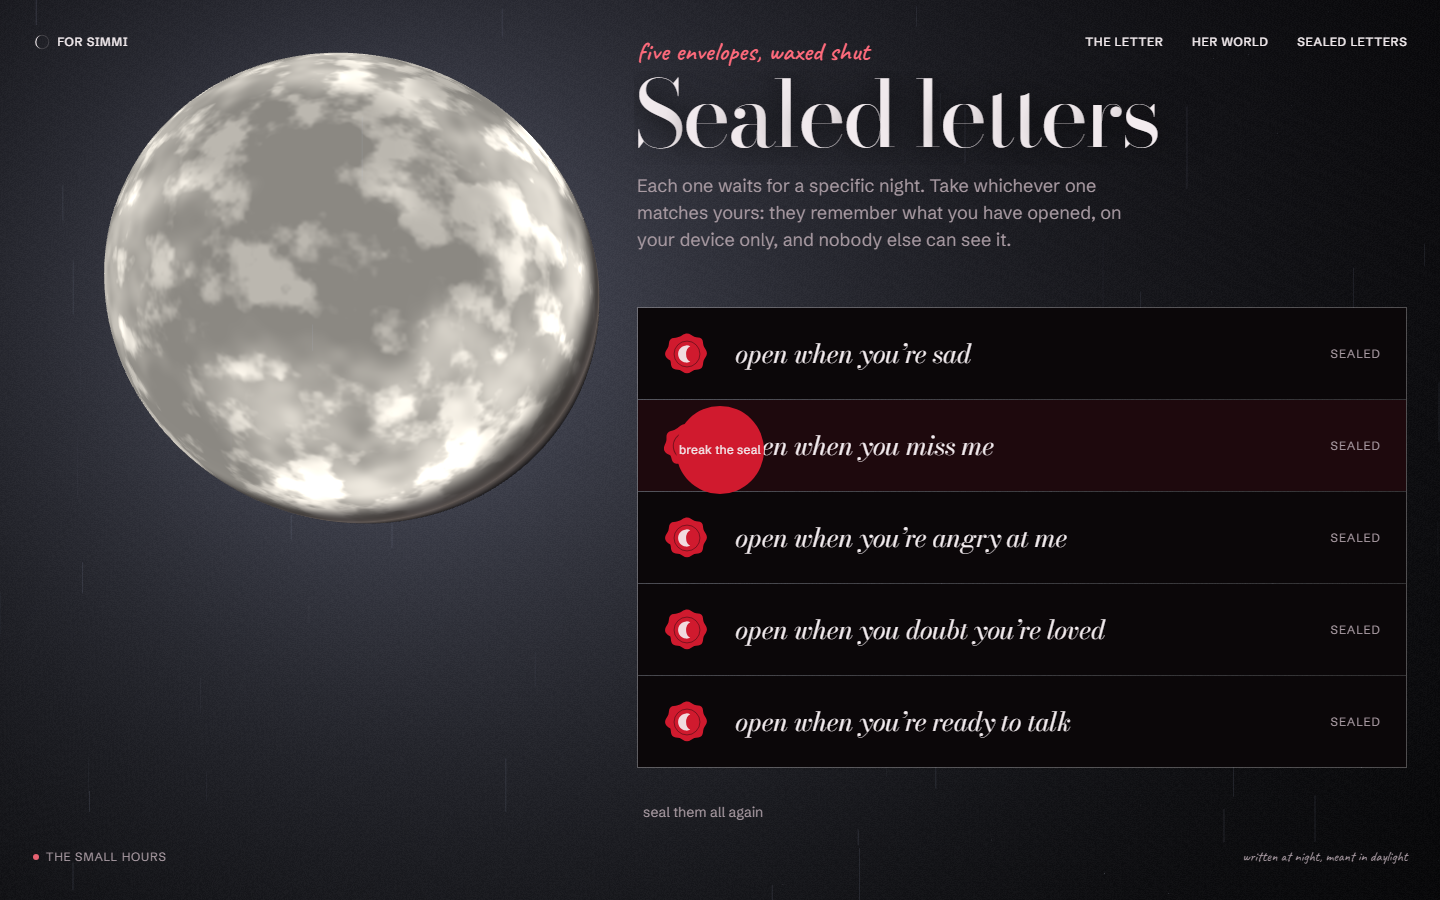 FOR SIMMI
THE LETTER
HER WORLD
SEALED LETTERS
five envelopes, waxed shut
Sealed letters
Each one waits for a specific night. Take whichever one
matches yours: they remember what you have opened, on
your device only, and nobody else can see it.
open when you’re sad
SEALED
break the seal
en when you miss me
SEALED
open when you’re angry at me
SEALED
open when you doubt you’re loved
SEALED
open when you’re ready to talk
SEALED
seal them all again
THE SMALL HOURS
written at night, meant in daylight